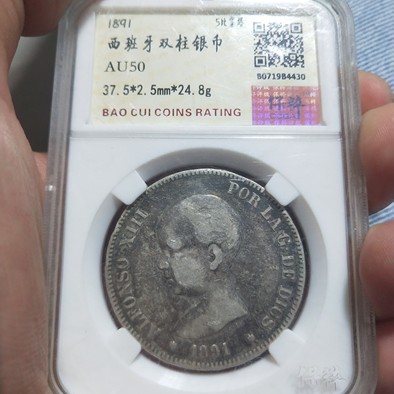 1891
西班牙双柱银币
AU50
37.5*2.5mm*24.8g
BAO CUI COINS RATING
B0719B4430
ALFONSO XIII POR LA G. DE DIOS
1891